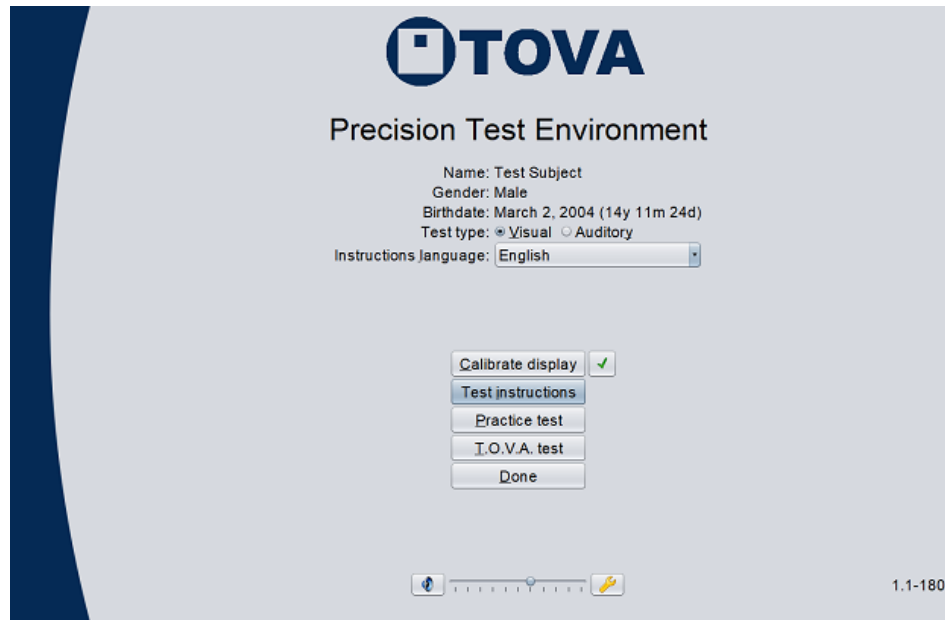 TOVA
Precision Test Environment
Name: Test Subject
Gender: Male
Birthdate: March 2, 2004 (14y 11m 24d)
Test type: Visual Auditory
Instructions language: English
Calibrate display
Test instructions
Practice test
T.O.V.A. test
Done
1.1-180